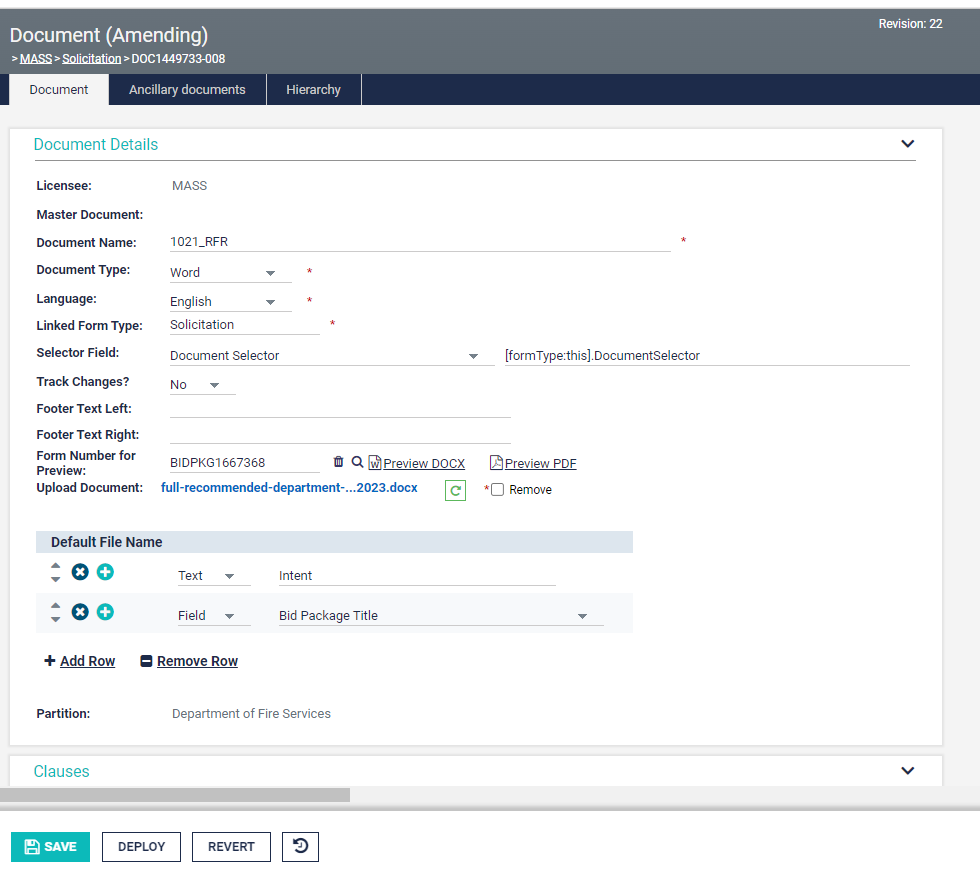 Document (Amending)
Revision: 22
> MASS > Solicitation > DOC1449733-008
Document
Ancillary documents
Hierarchy
Document Details
Licensee: MASS
Master Document:
Document Name: 1021_RFR *
Document Type: Word *
Language: English *
Linked Form Type: Solicitation *
Selector Field: Document Selector [formType:this].DocumentSelector
Track Changes? No
Footer Text Left:
Footer Text Right:
Form Number for
Preview:
BIDPKG1667368 Preview DOCX Preview PDF
Upload Document: full-recommended-department-...2023.docx * Remove
Default File Name
Text Intent
Field Bid Package Title
Add Row Remove Row
Partition: Department of Fire Services
Clauses
SAVE DEPLOY REVERT